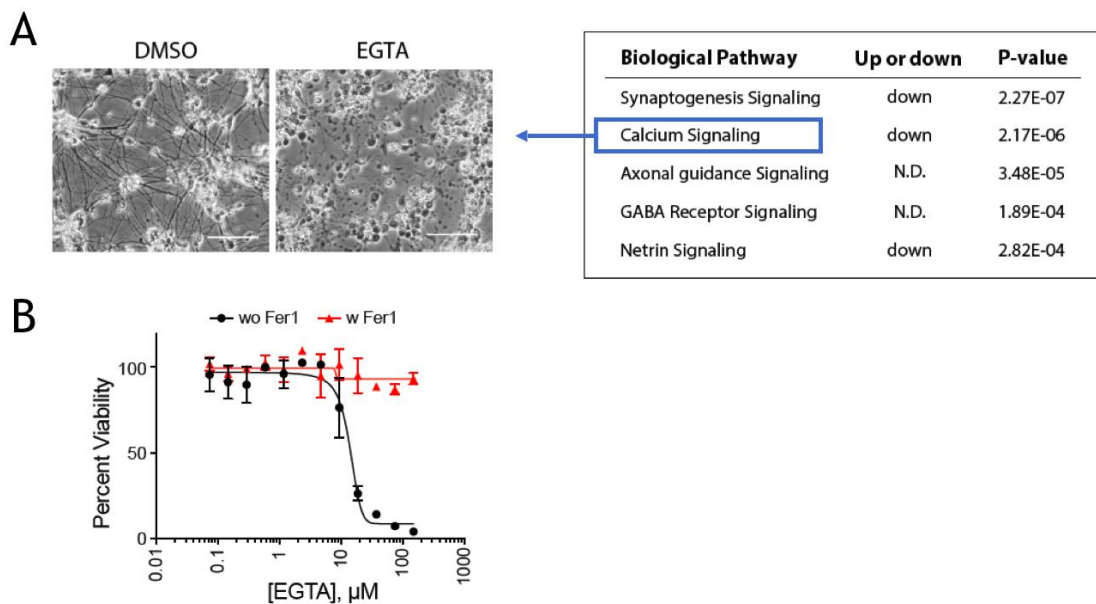 A
DMSO EGTA
Biological Pathway Up or down P-value
Synaptogenesis Signaling down 2.27E-07
Calcium Signaling down 2.17E-06
Axonal guidance Signaling N.D. 3.48E-05
GABA Receptor Signaling N.D. 1.89E-04
Netrin Signaling down 2.82E-04
B
wo Fer1 w Fer1
100
50
0
Percent Viability
0.01 0.1 1 10 100 1000
[EGTA], μM